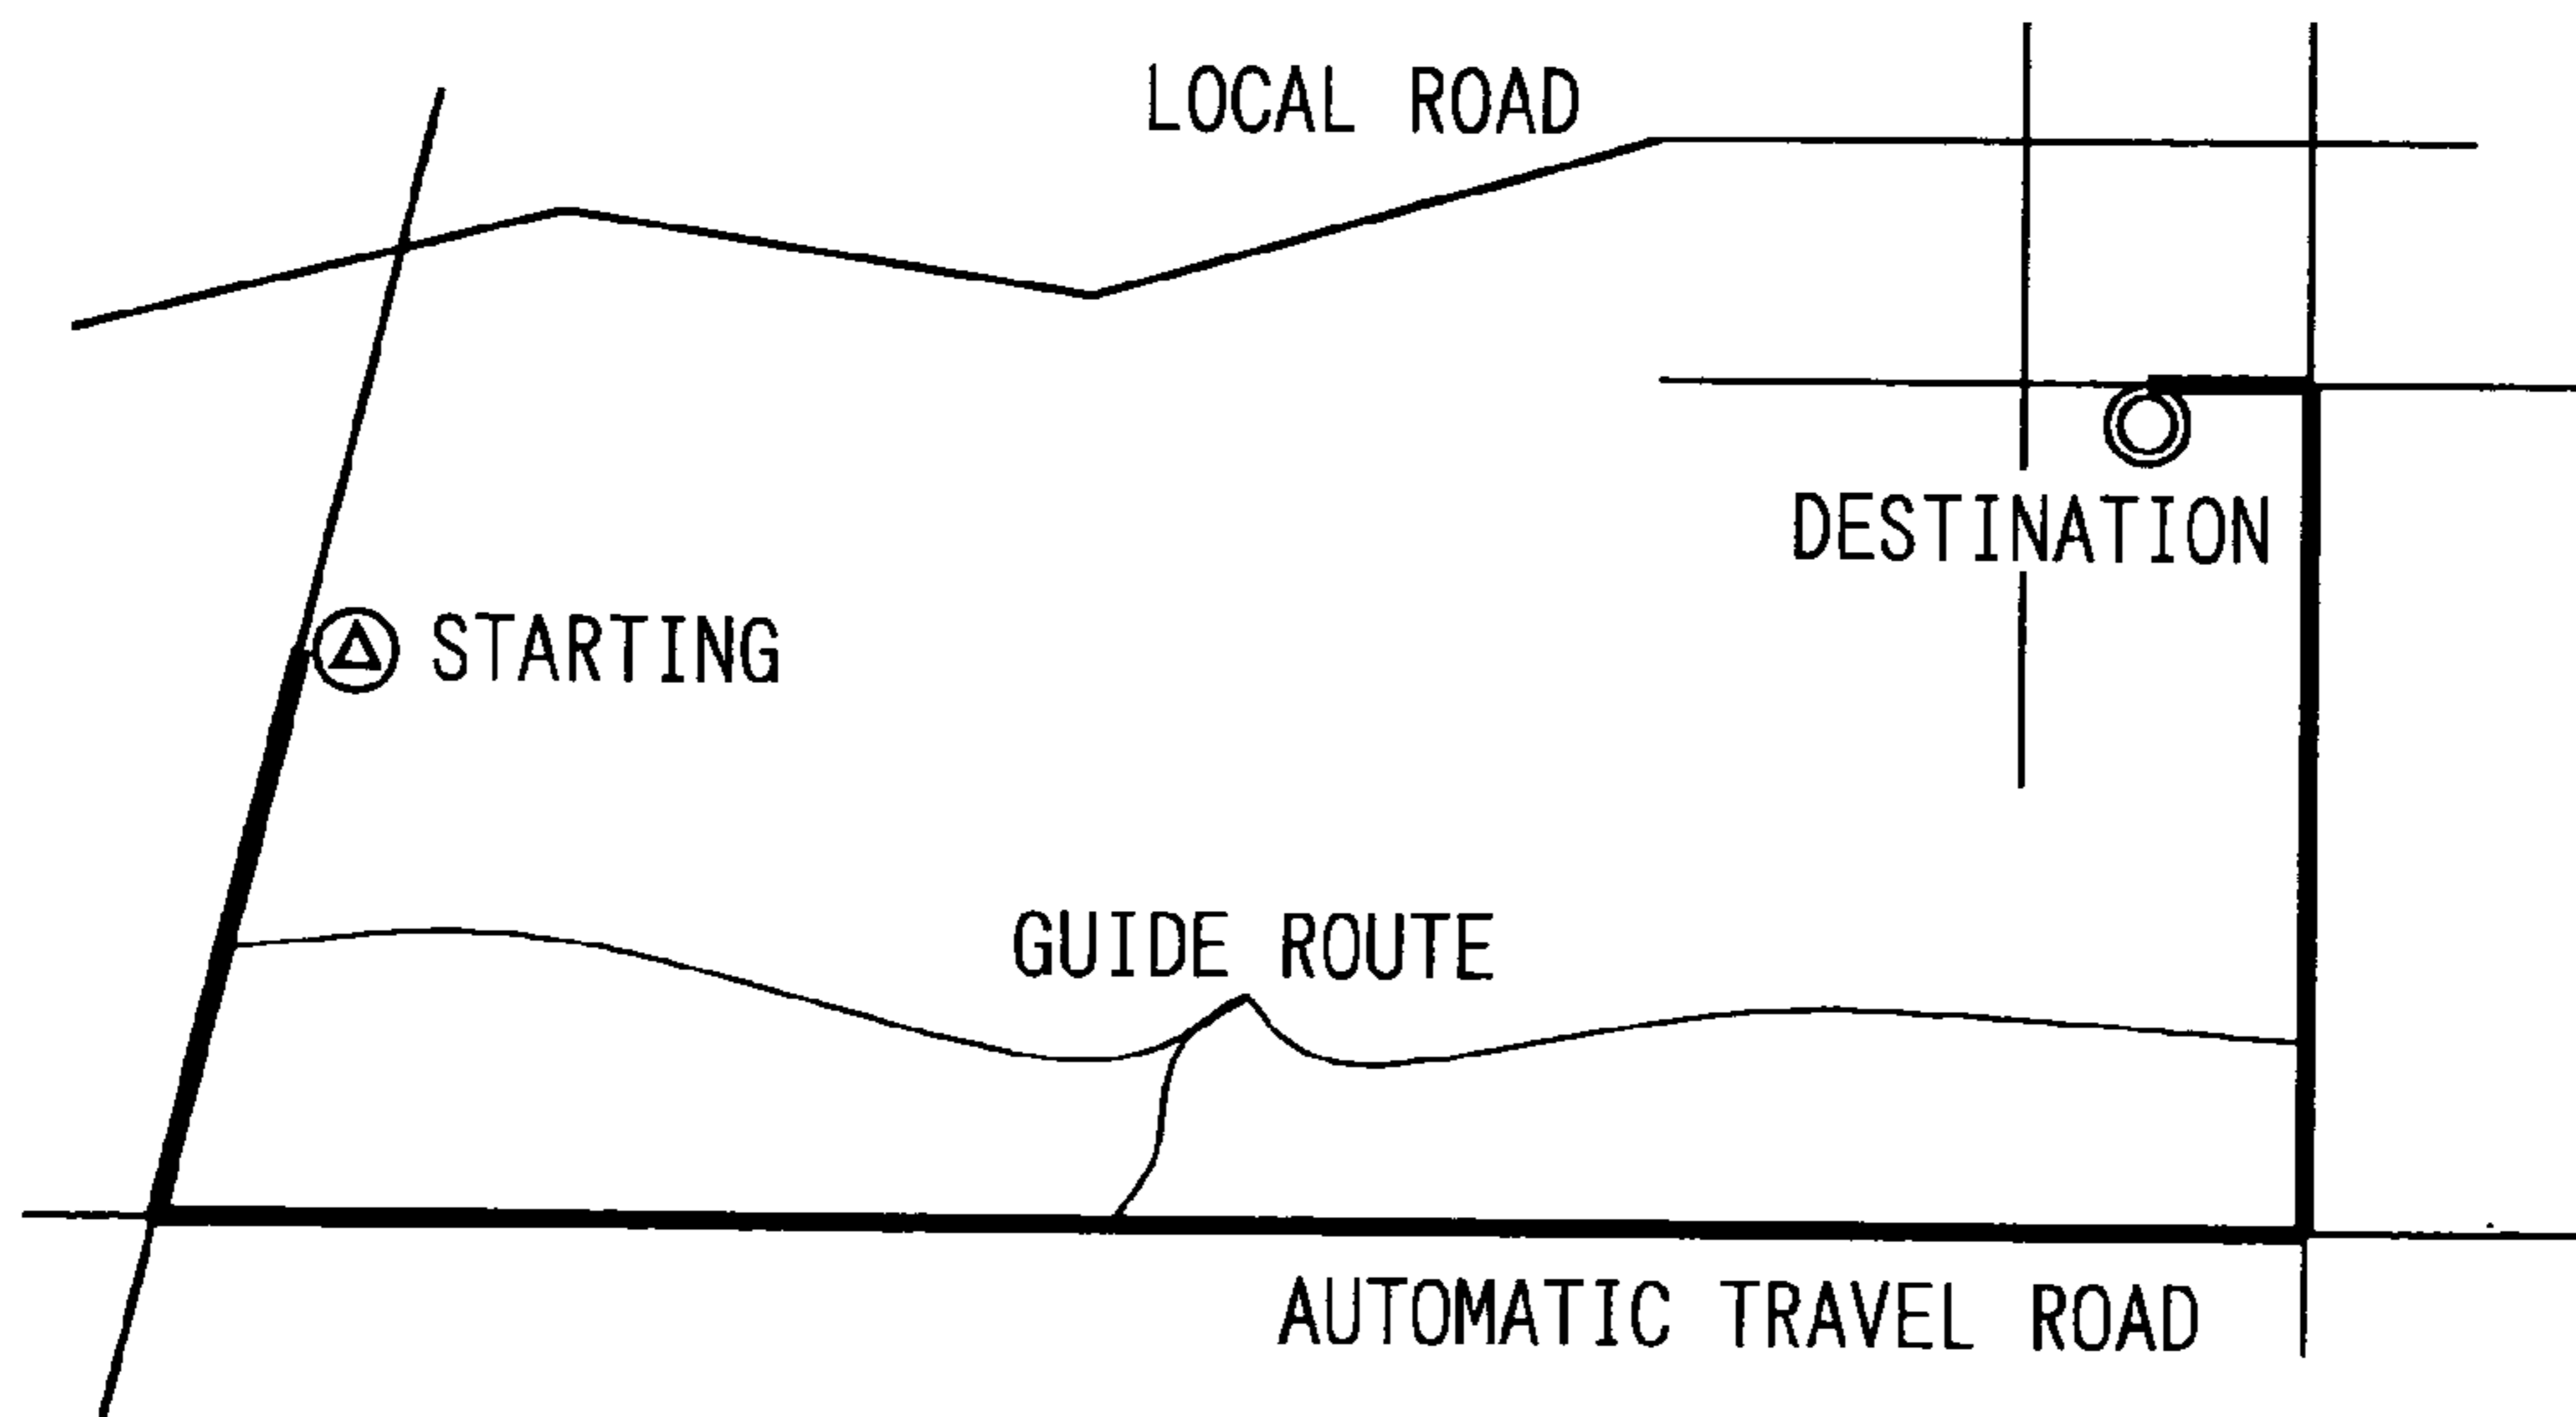 LOCAL ROAD
DESTINATION
STARTING
GUIDE ROUTE
AUTOMATIC TRAVEL ROAD